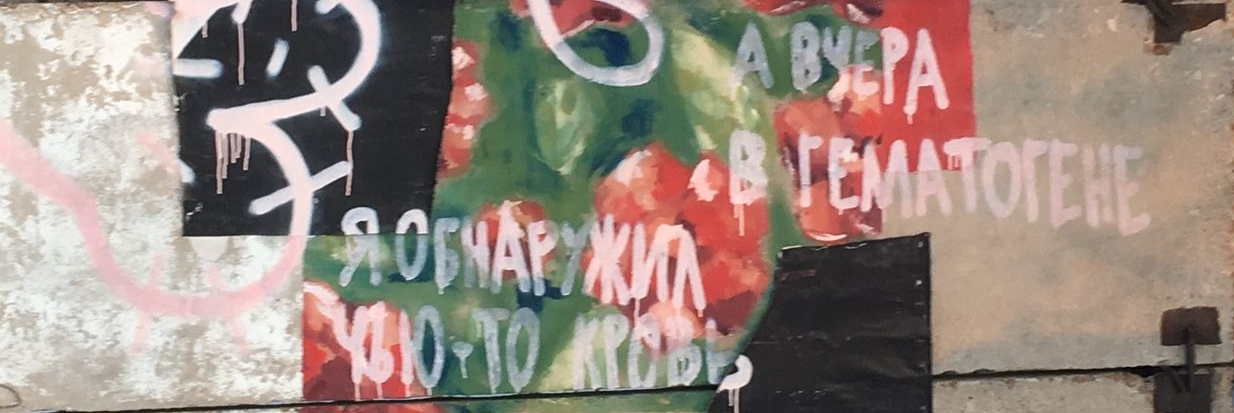 А ВЧЕРА
В ГЕМАТОГЕНЕ
Я ОБНАРУЖИЛ
ЧЬЮ-ТО КРОВЬ